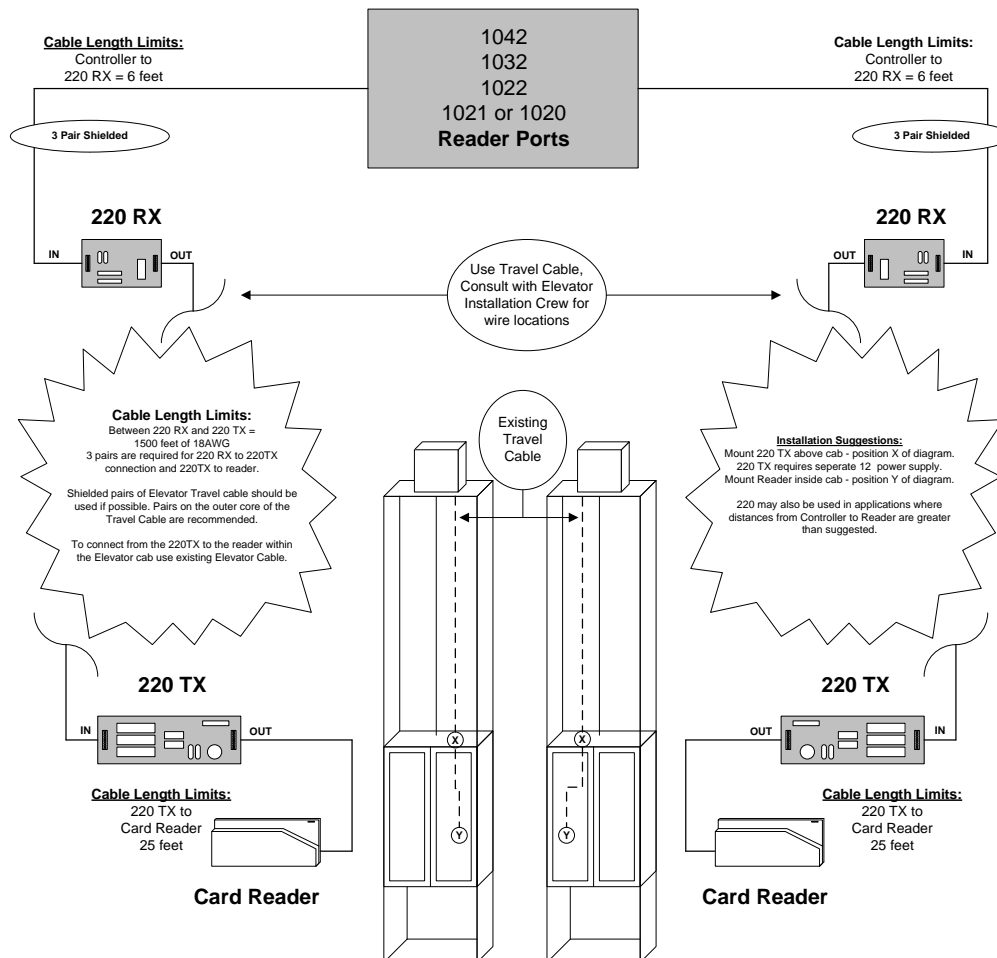 Cable Length Limits:
Controller to
220 RX = 6 feet
3 Pair Shielded
1042
1032
1022
1021 or 1020
Reader Ports
Cable Length Limits:
Controller to
220 RX = 6 feet
3 Pair Shielded
220 RX
IN
OUT
220 RX
OUT
IN
Use Travel Cable,
Consult with Elevator
Installation Crew for
wire locations
Cable Length Limits:
Between 220 RX and 220 TX =
1500 feet of 18AWG
3 pairs are required for 220 RX to 220TX
connection and 220TX to reader.
Shielded pairs of Elevator Travel cable should be
used if possible. Pairs on the outer core of the
Travel Cable are recommended.
To connect from the 220TX to the reader within
the Elevator cab use existing Elevator Cable.
Existing
Travel
Cable
Installation Suggestions:
Mount 220 TX above cab - position X of diagram.
220 TX requires seperate 12  power supply.
Mount Reader inside cab - position Y of diagram.
220 may also be used in applications where
distances from Controller to Reader are greater
than suggested.
220 TX
IN
OUT
X
X
220 TX
OUT
IN
Cable Length Limits:
220 TX to
Card Reader
25 feet
Y
Y
Cable Length Limits:
220 TX to
Card Reader
25 feet
Card Reader
Card Reader